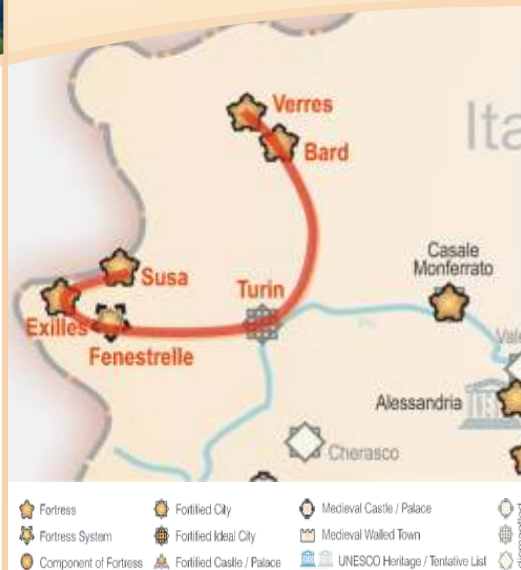 Verres
Ita
Bard
Casale
Monferrato
Susa
Turin
Exilles
Fenestrelle
Vale
Alessandria
Cherasco
Fortress
Fortified City
Medieval Castle / Palace
Fortress System
Fortified Ideal City
Medieval Walled Town
Component of Fortress
Fortified Castle / Palace
UNESCO Heritage / Tentative List